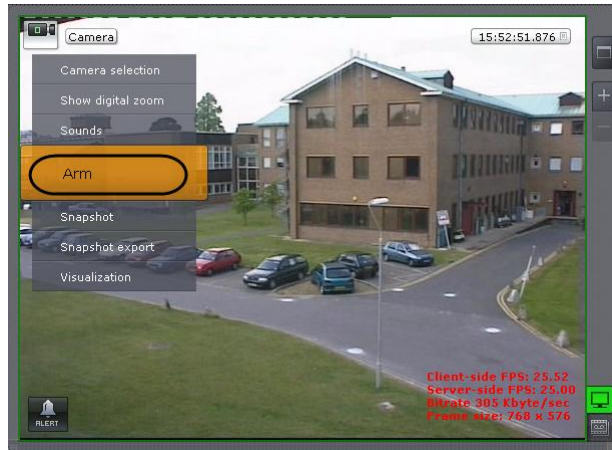 Camera
15:52:51.876
Camera selection
Show digital zoom
Sounds
Arm
Snapshot
Snapshot export
Visualization
Client-side FPS: 25.52
Server-side FPS: 25.00
Bitrate 305 Kbyte/sec
Frame size: 768 x 576
ALERT